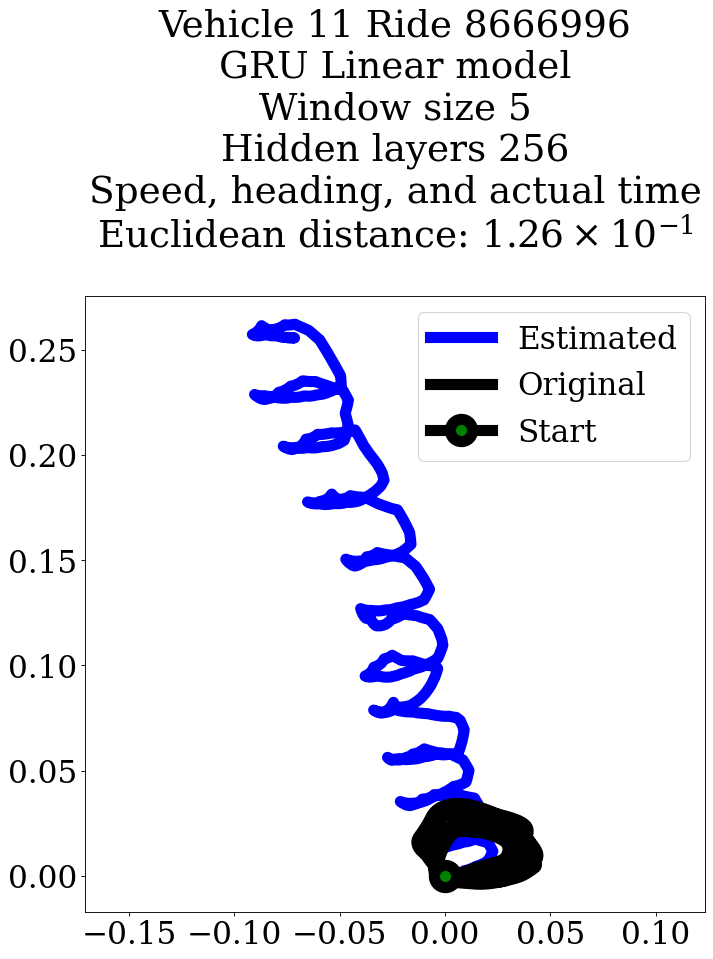 Vehicle 11 Ride 8666996
GRU Linear model
Window size 5
Hidden layers 256
Speed, heading, and actual time
Euclidean distance: 1.26 × 10⁻¹
Estimated
Original
Start
0.25
0.20
0.15
0.10
0.05
0.00
−0.15 −0.10 −0.05 0.00 0.05 0.10